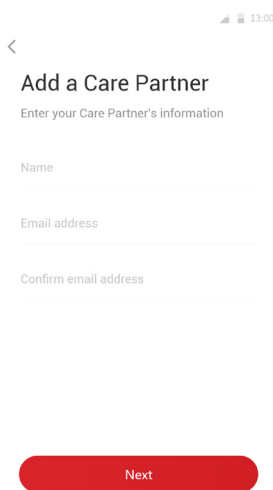 13:00
Add a Care Partner
Enter your Care Partner's information
Name
Email address
Confirm email address
Next